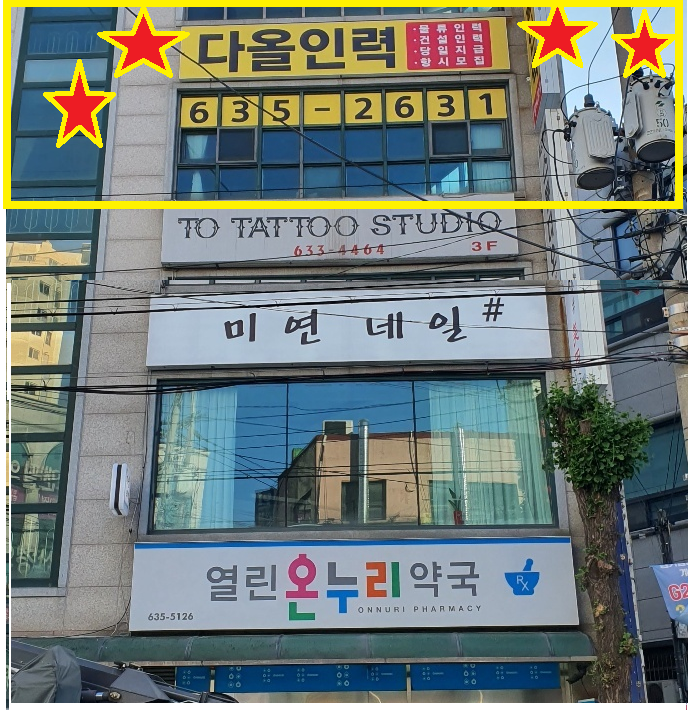 다올인력
·물류인력
·건설인력
·당일지급
·항시모집
635-2631
TO TATTOO STUDIO
633-4464 3F
미연네일#
열린온누리약국
ONNURI PHARMACY
635-5126
RX
50